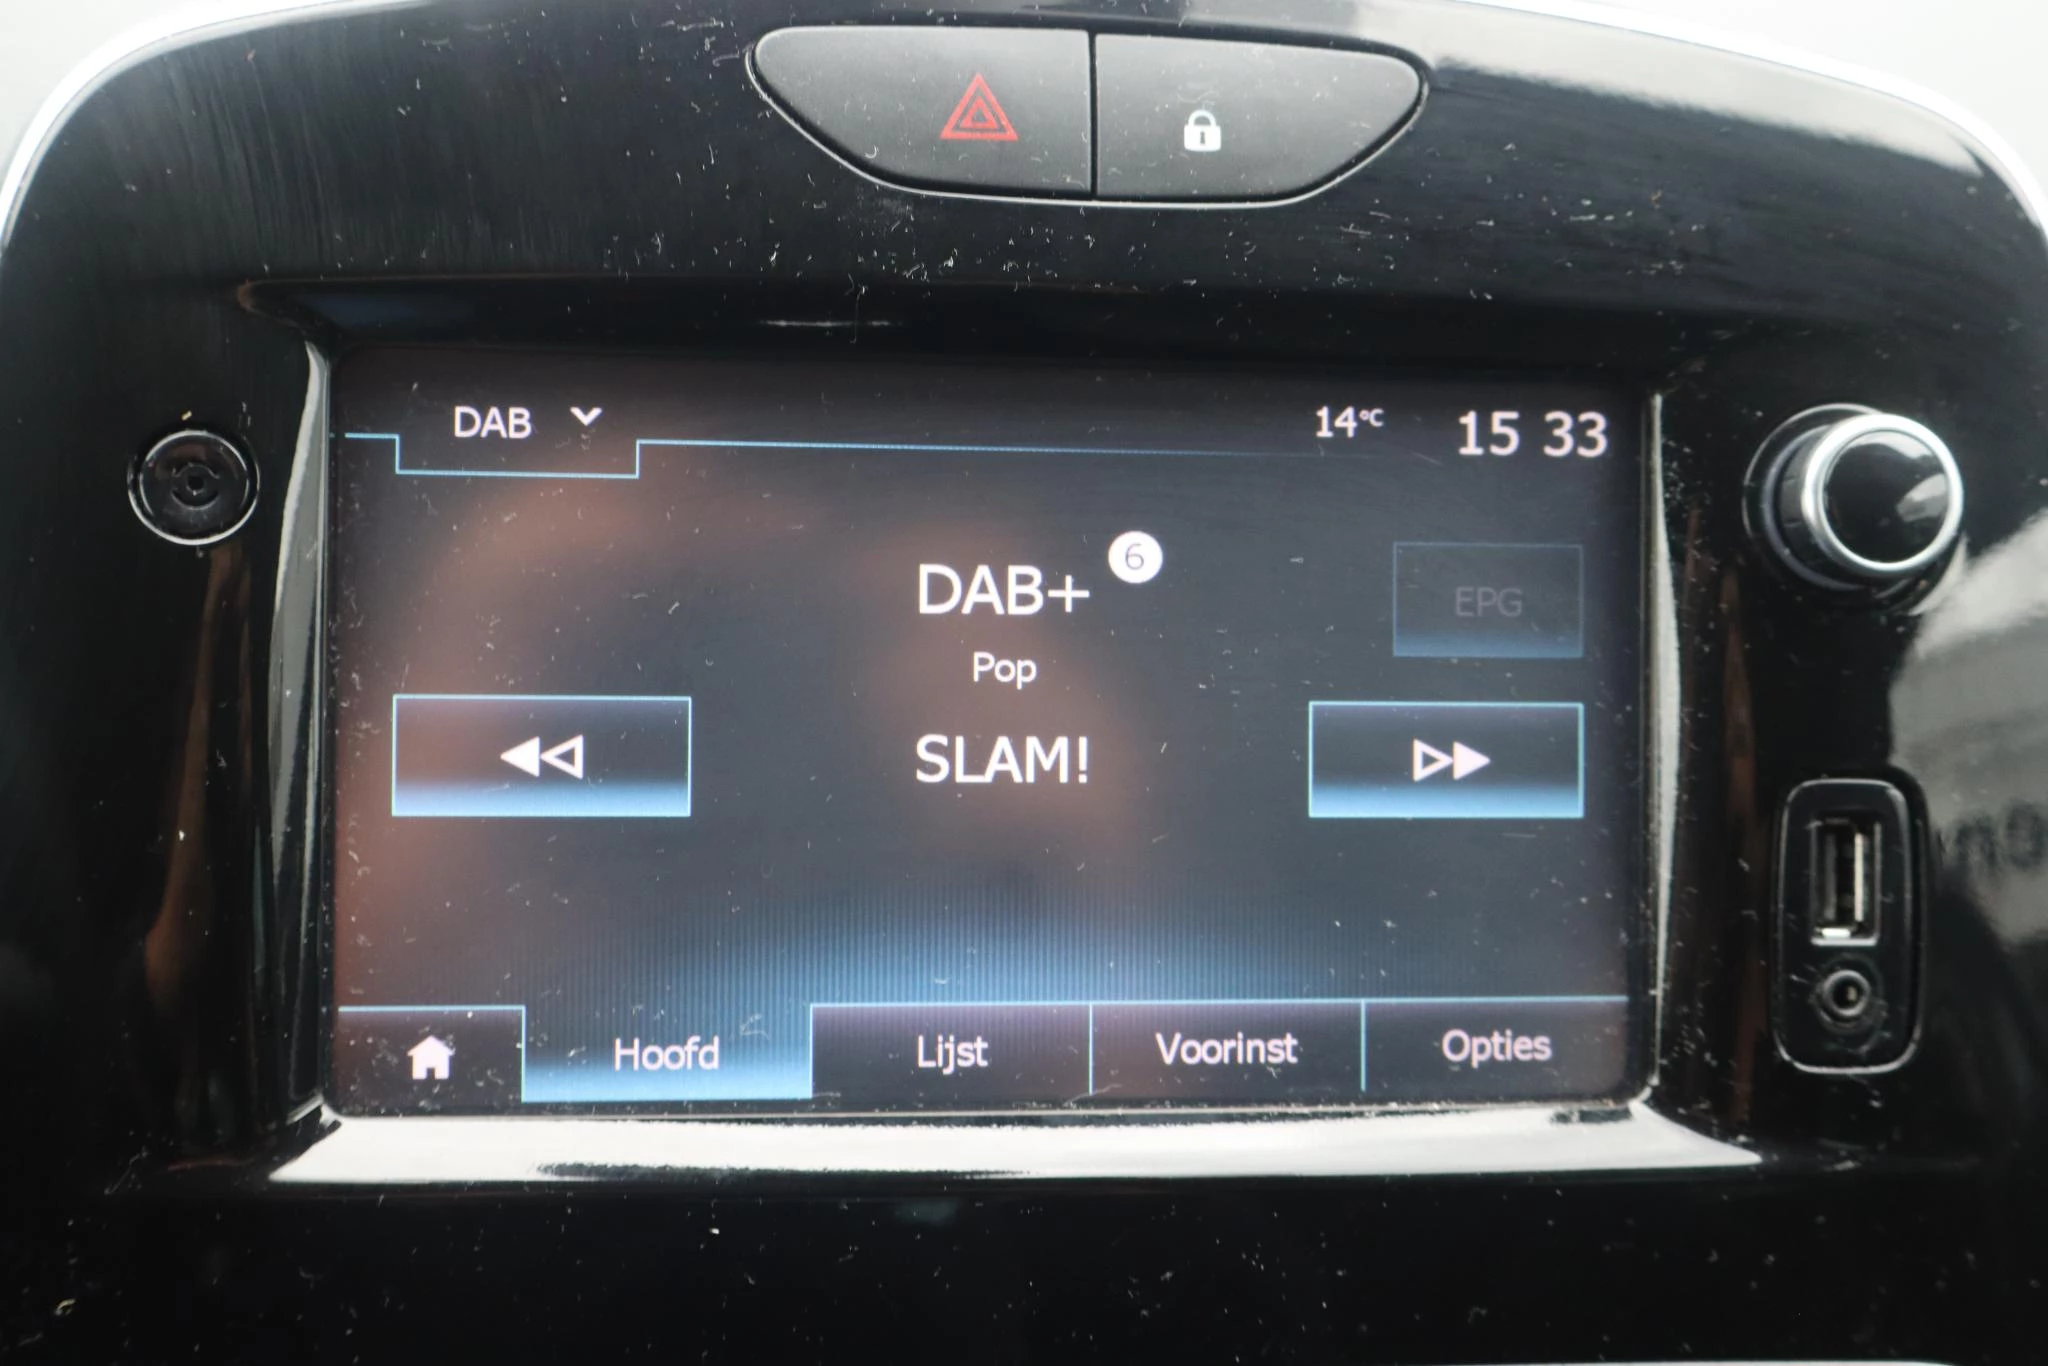 DAB
14°C
15 33
DAB+
6
EPG
Pop
SLAM!
Hoofd
Lijst
Voorinst
Opties